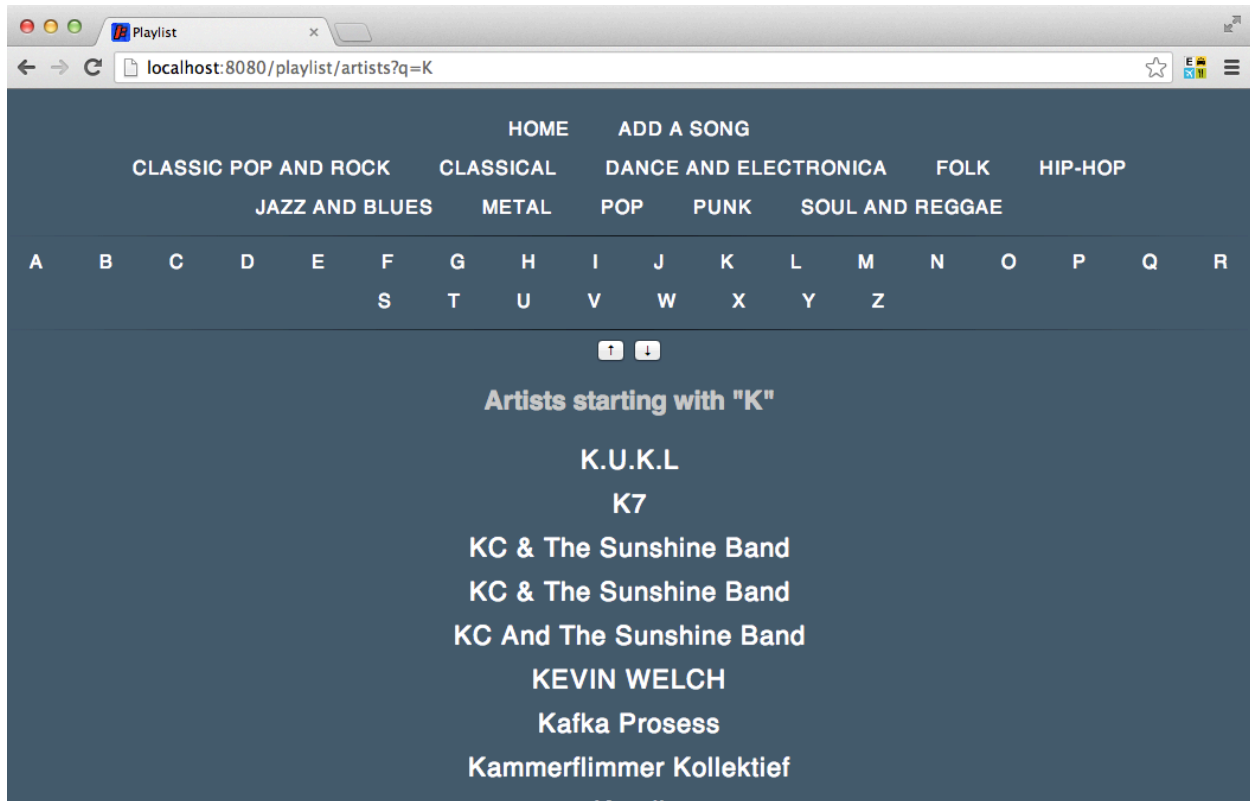 Playlist
localhost:8080/playlist/artists?q=K
HOME ADD A SONG
CLASSIC POP AND ROCK CLASSICAL DANCE AND ELECTRONICA FOLK HIP-HOP
JAZZ AND BLUES METAL POP PUNK SOUL AND REGGAE
A B C D E F G H I J K L M N O P Q R
S T U V W X Y Z
↑ ↓
Artists starting with "K"
K.U.K.L
K7
KC & The Sunshine Band
KC & The Sunshine Band
KC And The Sunshine Band
KEVIN WELCH
Kafka Prosess
Kammerflimmer Kollektief